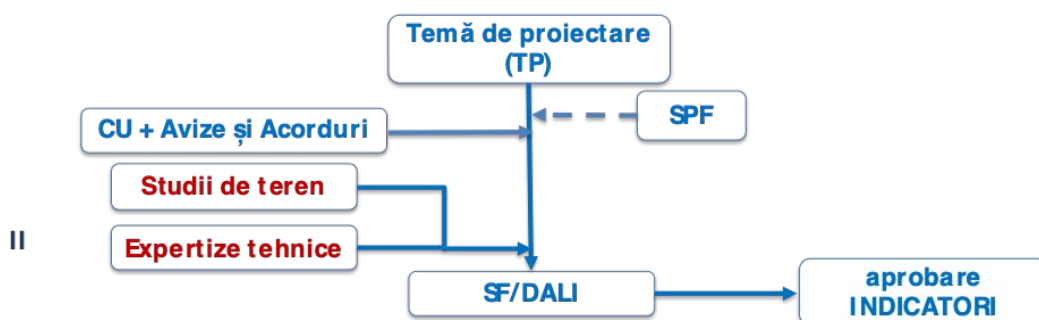 Temă de proiectare
(TP)
SPF
CU + Avize și Acorduri
Studii de teren
II
Expertize tehnice
SF/DALI
aprobare
INDICATORI